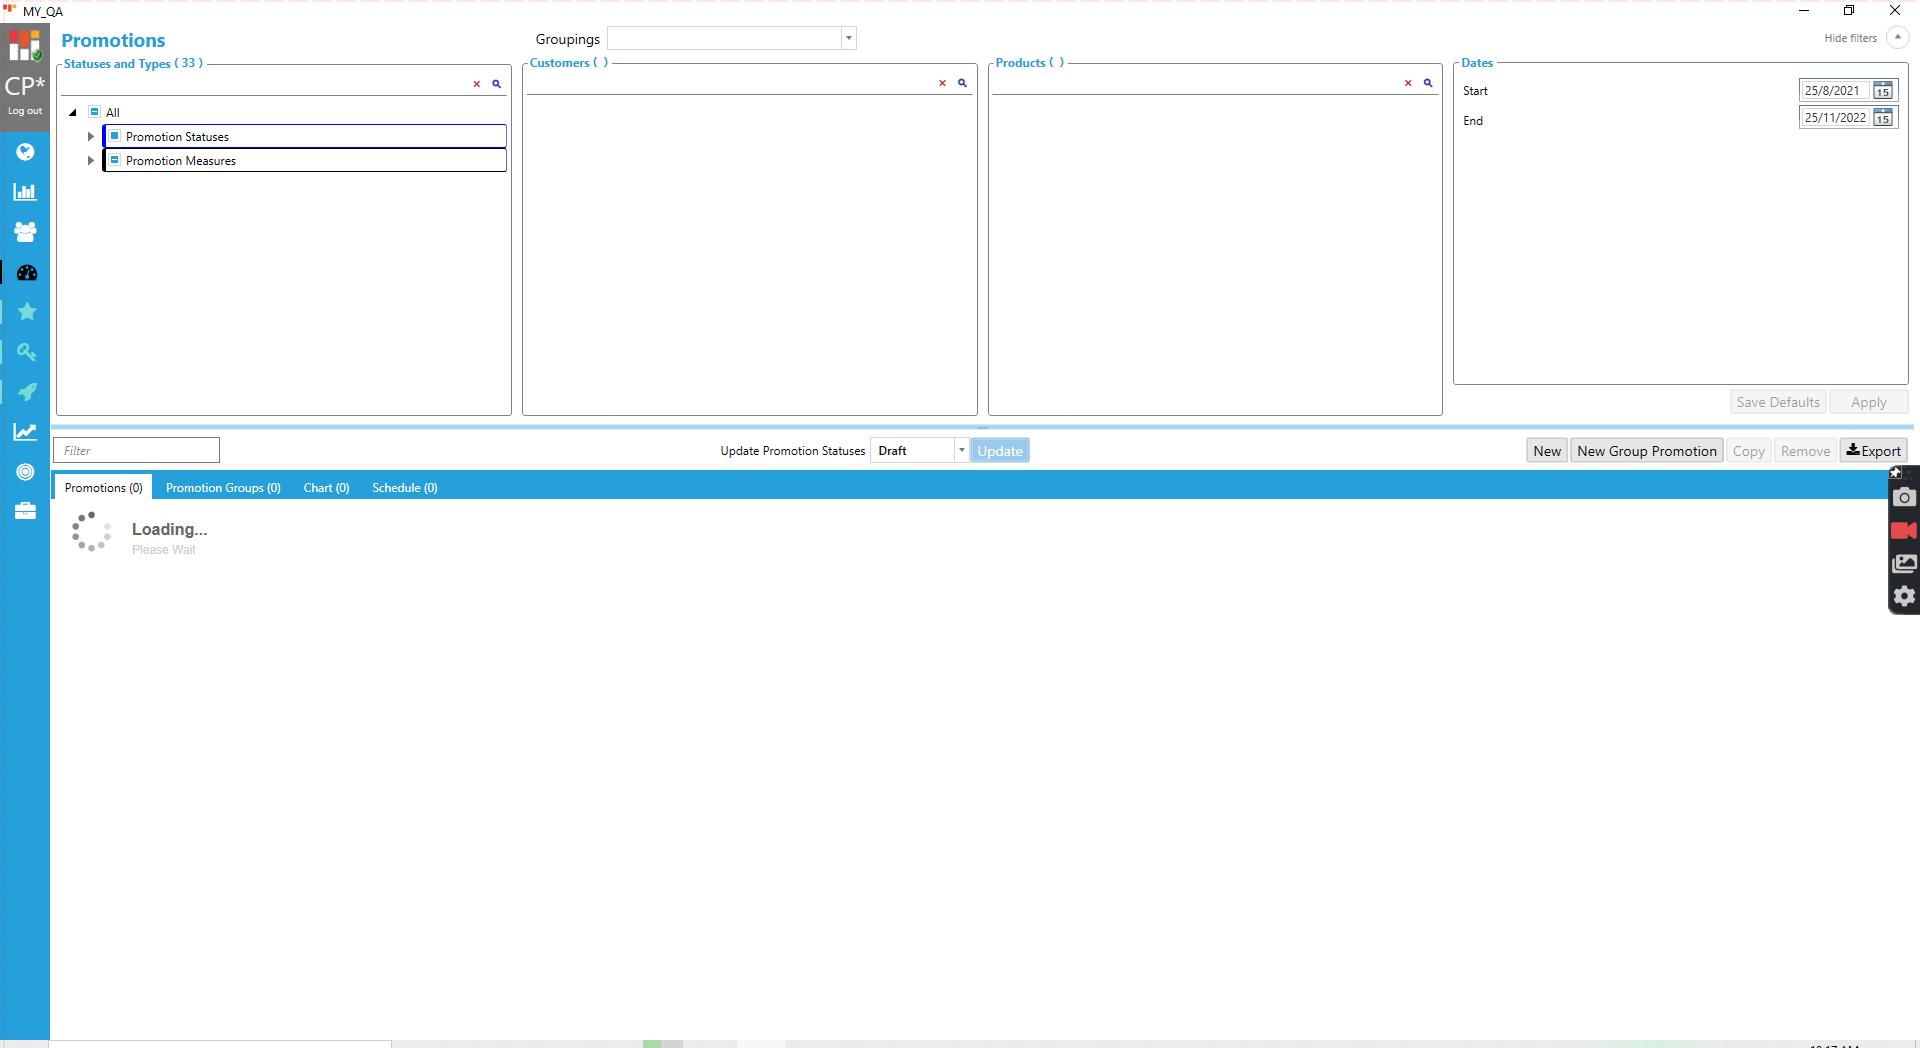 MY_QA
CP*
Log out
Promotions
Groupings
Hide filters
Statuses and Types ( 33 )
All
Promotion Statuses
Promotion Measures
Customers ( )
Products ( )
Dates
Start
25/8/2021
15
End
25/11/2022
15
Save Defaults
Apply
Filter
Update Promotion Statuses
Draft
Update
New
New Group Promotion
Copy
Remove
Export
Promotions (0)
Promotion Groups (0)
Chart (0)
Schedule (0)
Loading...
Please Wait